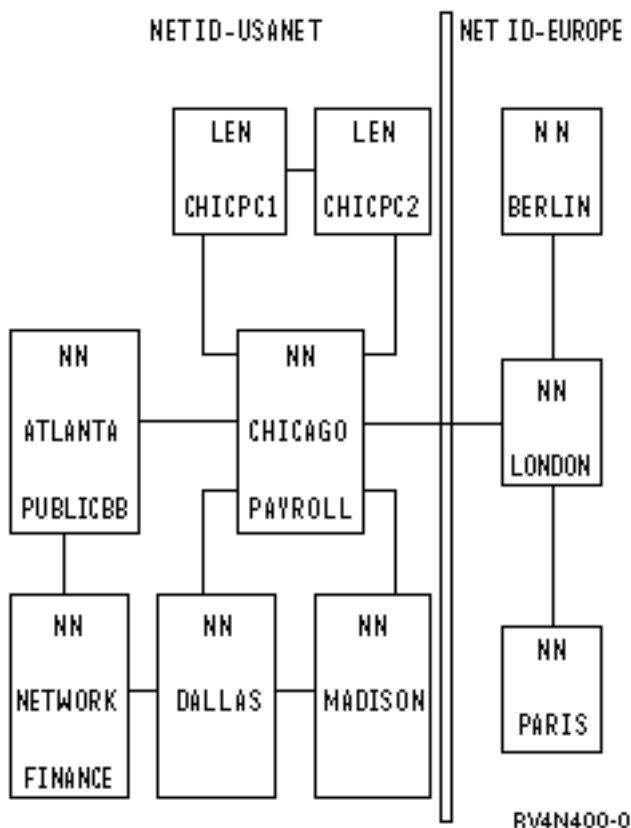 NETID-USANET
NET ID-EUROPE
LEN
CHICPC1
LEN
CHICPC2
NN
BERLIN
NN
ATLANTA
PUBLICBB
NN
CHICAGO
PAYROLL
NN
LONDON
NN
NETWORK
FINANCE
NN
DALLAS
NN
MADISON
NN
PARIS
RV4N400-0